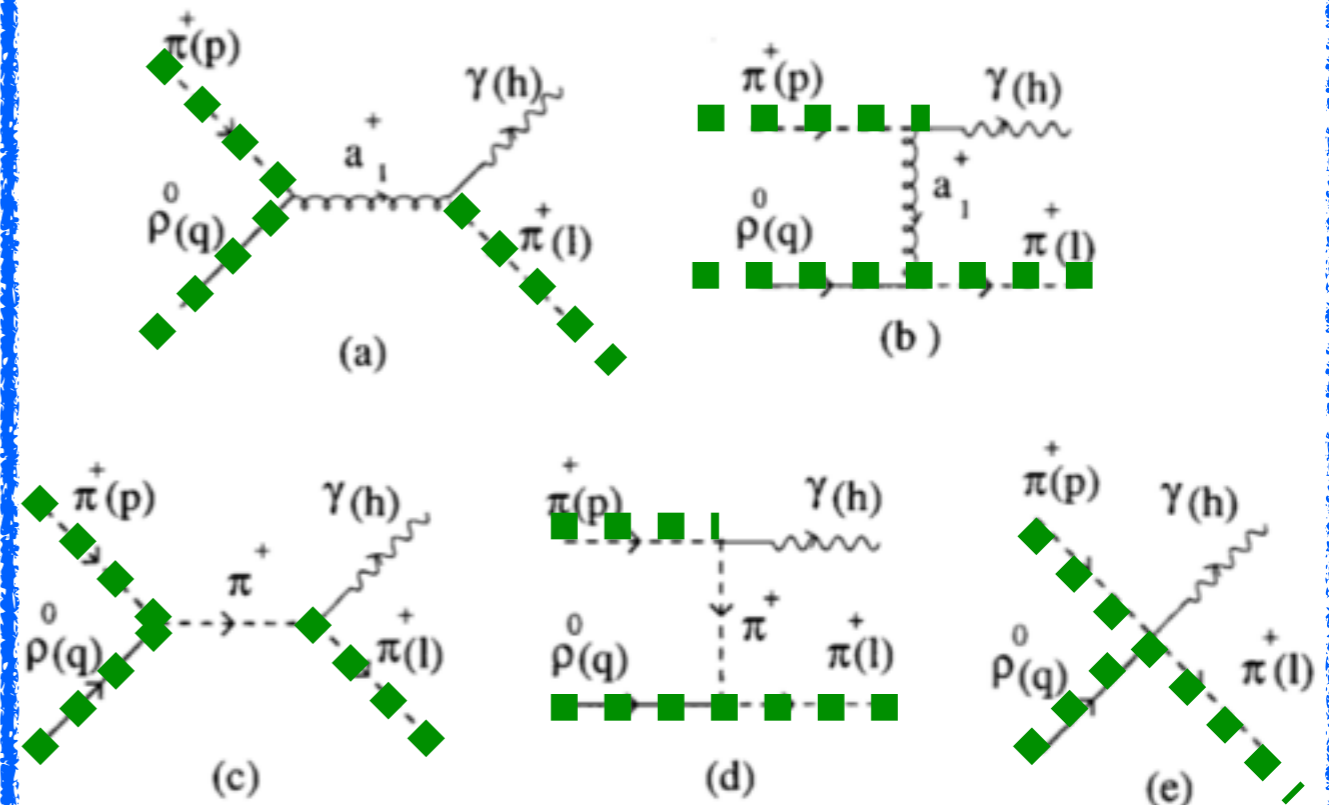 π⁺(p) γ(h)
a₁⁺
ρ⁰(q) π⁺(l)
(a)
π⁺(p) γ(h)
a₁⁺
ρ⁰(q) π⁺(l)
(b )
π⁺(p) γ(h)
π⁺
ρ⁰(q) π⁺(l)
(c)
π⁺(p) γ(h)
π⁺
ρ⁰(q) π⁺(l)
(d)
π⁺(p) γ(h)
ρ⁰(q) π⁺(l)
(e)